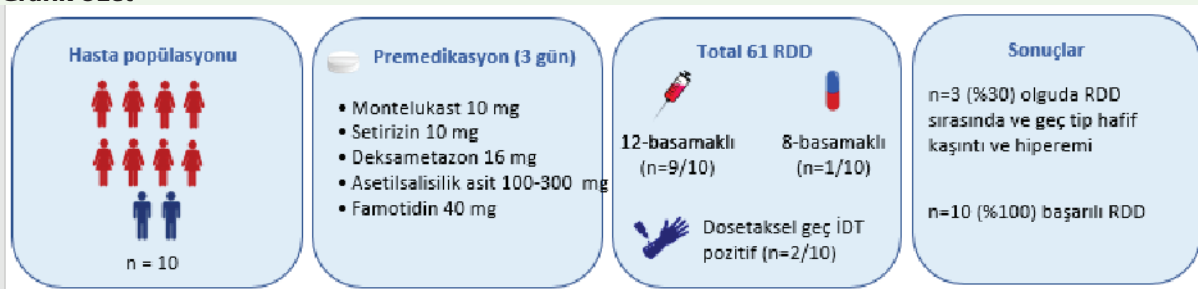 Hasta popülasyonu
n = 10
Premedikasyon (3 gün)
• Montelukast 10 mg
• Setirizin 10 mg
• Deksametazon 16 mg
• Asetilsalisilik asit 100-300 mg
• Famotidin 40 mg
Total 61 RDD
12-basamaklı
(n=9/10)
8-basamaklı
(n=1/10)
Dosetaksel geç İDT
pozitif (n=2/10)
Sonuçlar
n=3 (%30) olguda RDD
sırasında ve geç tip hafif
kaşıntı ve hiperemi
n=10 (%100) başarılı RDD